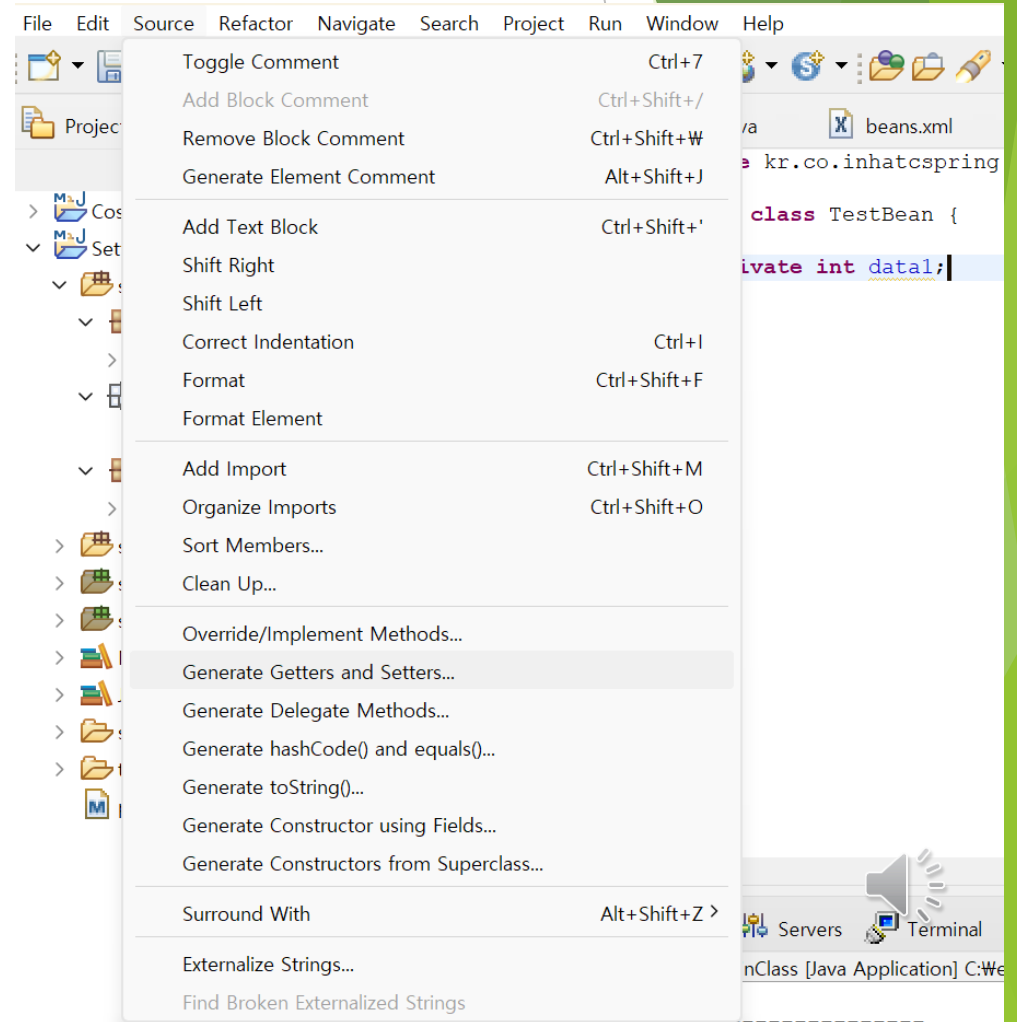 File Edit Source Refactor Navigate Search Project Run Window Help
Toggle Comment Ctrl+7
Add Block Comment Ctrl+Shift+/
Remove Block Comment Ctrl+Shift+₩
Generate Element Comment Alt+Shift+J
Add Text Block Ctrl+Shift+'
Shift Right
Shift Left
Correct Indentation Ctrl+I
Format Ctrl+Shift+F
Format Element
Add Import Ctrl+Shift+M
Organize Imports Ctrl+Shift+O
Sort Members...
Clean Up...
Override/Implement Methods...
Generate Getters and Setters...
Generate Delegate Methods...
Generate hashCode() and equals()...
Generate toString()...
Generate Constructor using Fields...
Generate Constructors from Superclass...
Surround With Alt+Shift+Z >
Externalize Strings...
Find Broken Externalized Strings
Projec
Cos
Set
va beans.xml
e kr.co.inhatcspring
class TestBean {
ivate int data1;
Servers Terminal
nClass [Java Application] C:₩e